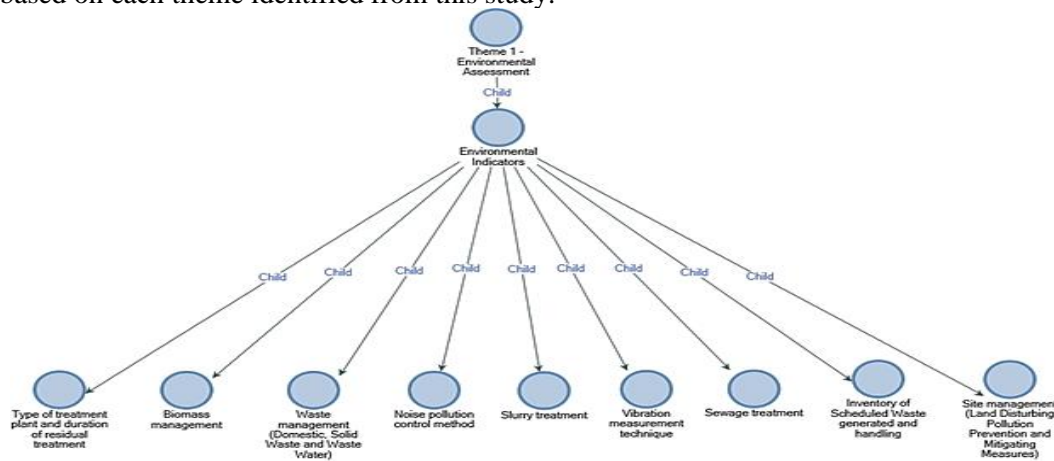 based on each theme identified from this study.
Theme 1 -
Environmental
Assessment
Child
Environmental
Indicators
Child
Child
Child
Child
Child
Child
Child
Child
Child
Type of treatment
plant and duration
of residual
treatment
Biomass
management
Waste
management
(Domestic, Solid
Waste and Waste
Water)
Noise pollution
control method
Slurry treatment
Vibration
measurement
technique
Sewage treatment
Inventory of
Scheduled Waste
generated and
handling
Site management
(Land Disturbing
Pollution
Prevention and
Mitigating
Measures)